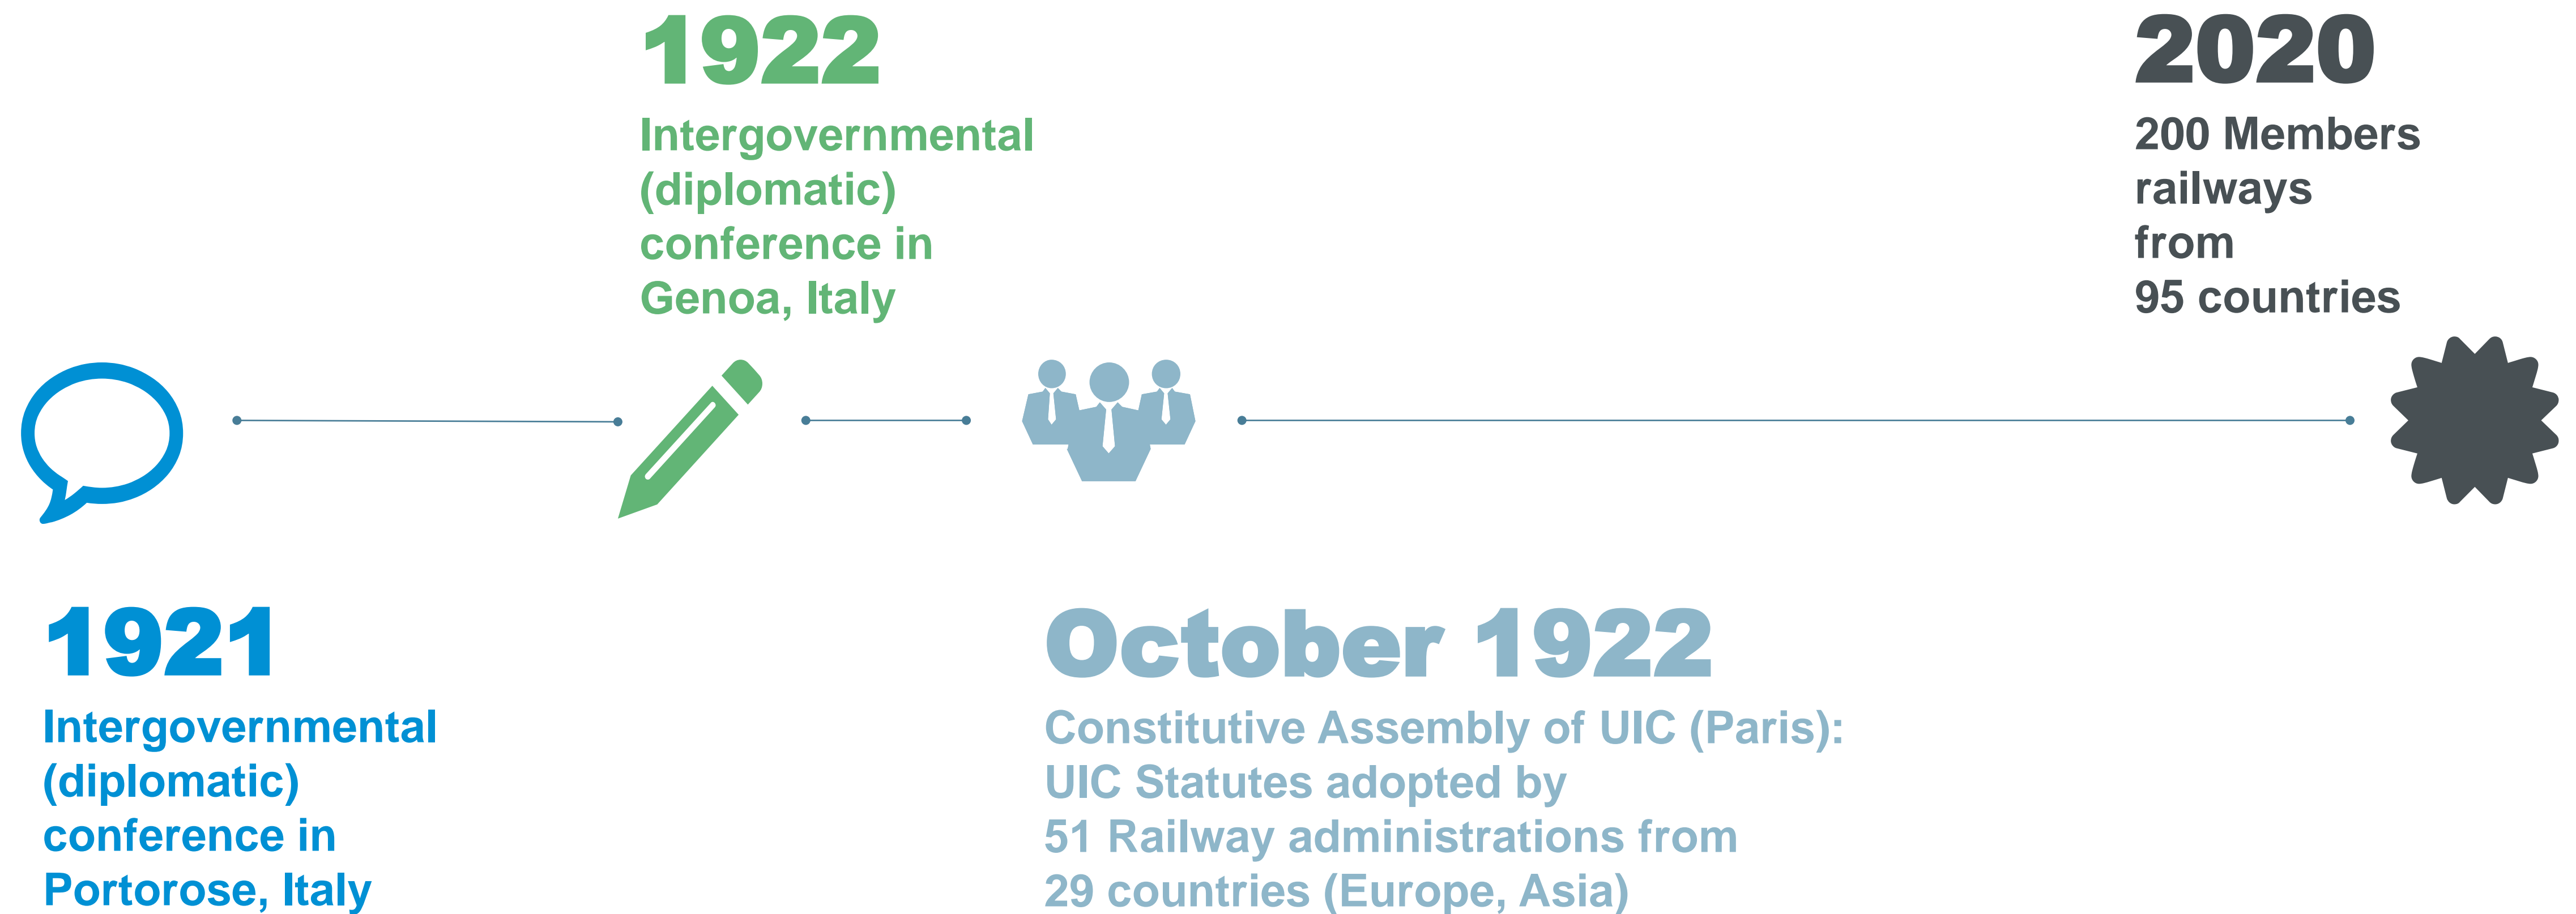 1922
Intergovernmental
(diplomatic)
conference in
Genoa, Italy
2020
200 Members
railways
from
95 countries
1921
Intergovernmental
(diplomatic)
conference in
Portorose, Italy
October 1922
Constitutive Assembly of UIC (Paris):
UIC Statutes adopted by
51 Railway administrations from
29 countries (Europe, Asia)